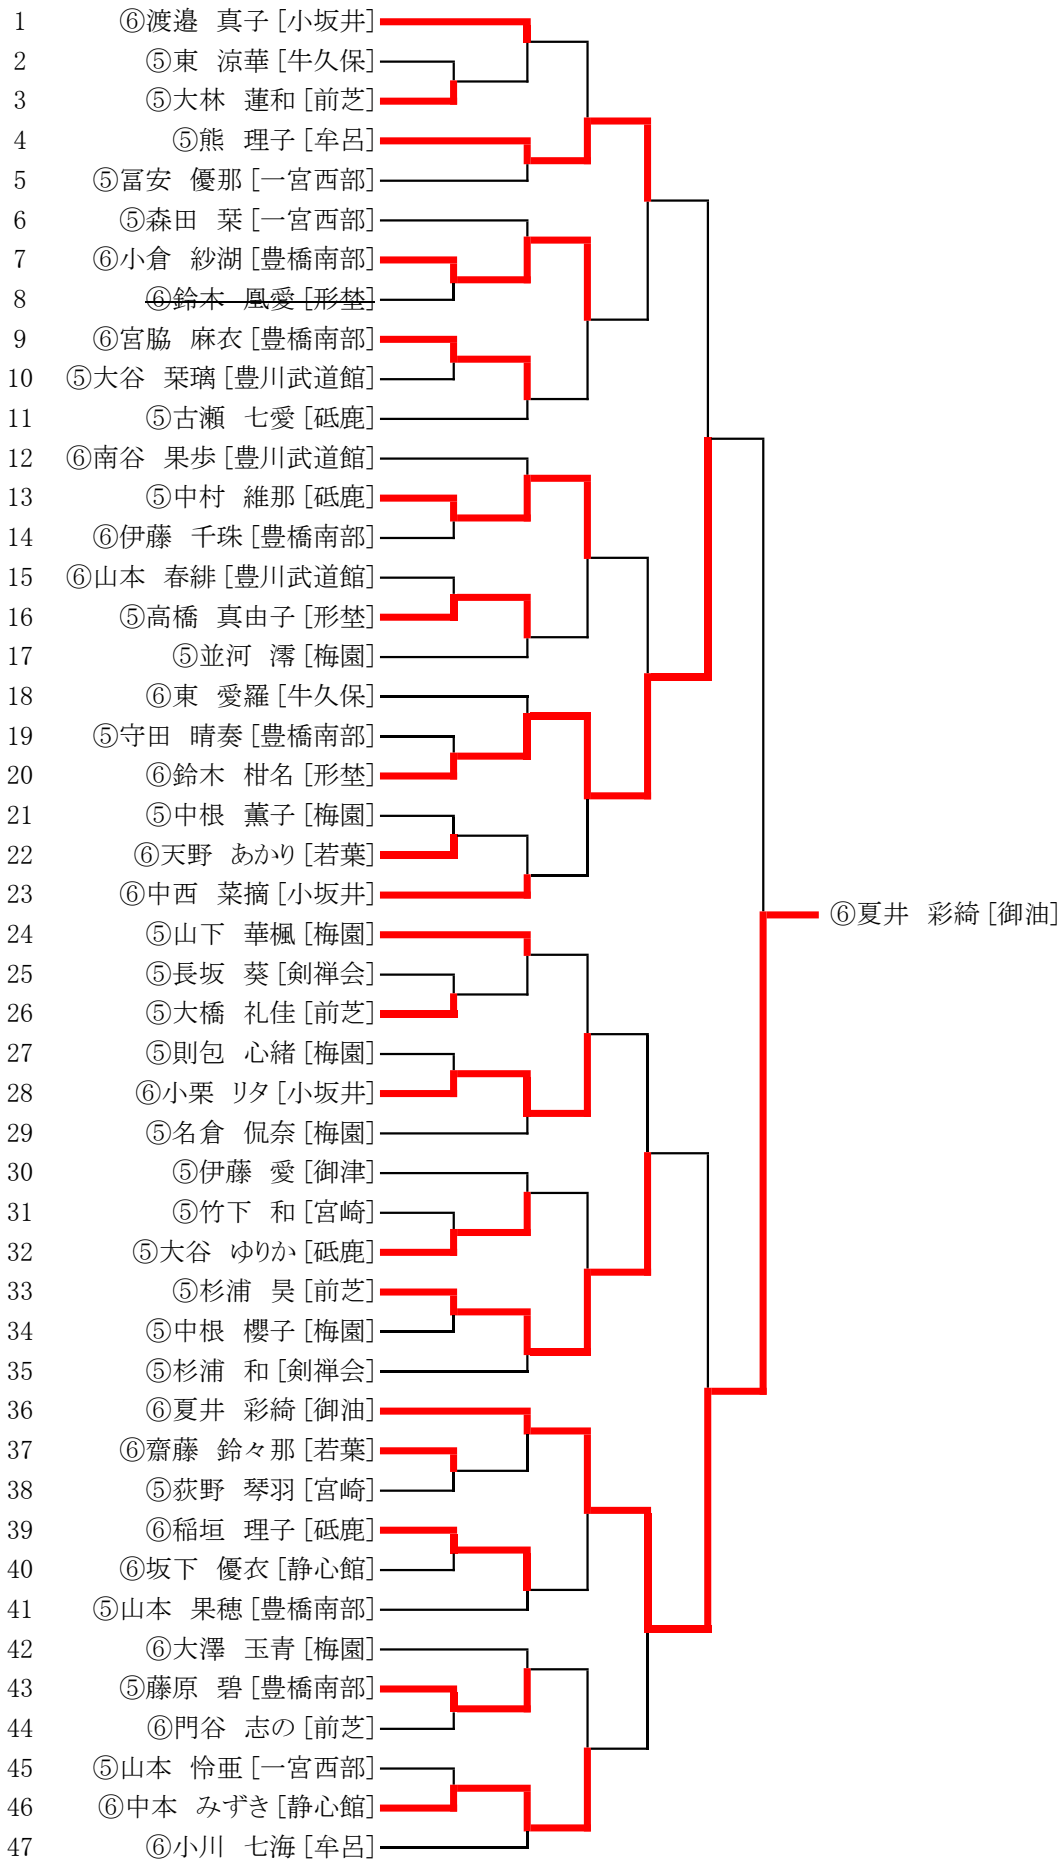 1 ⑥渡邉 真子[小坂井]
2 ⑤東 涼華[牛久保]
3 ⑤大林 蓮和[前芝]
4 ⑤熊 理子[牟呂]
5 ⑤冨安 優那[一宮西部]
6 ⑤森田 栞[一宮西部]
7 ⑥小倉 紗湖[豊橋南部]
8 ⑥鈴木 凰愛[形埜]
9 ⑥宮脇 麻衣[豊橋南部]
10 ⑤大谷 栞璃[豊川武道館]
11 ⑤古瀬 七愛[砥鹿]
12 ⑥南谷 果歩[豊川武道館]
13 ⑤中村 維那[砥鹿]
14 ⑥伊藤 千珠[豊橋南部]
15 ⑥山本 春緋[豊川武道館]
16 ⑤高橋 真由子[形埜]
17 ⑤並河 澪[梅園]
18 ⑥東 愛羅[牛久保]
19 ⑤守田 晴奏[豊橋南部]
20 ⑥鈴木 柑名[形埜]
21 ⑤中根 薫子[梅園]
22 ⑥天野 あかり[若葉]
23 ⑥中西 菜摘[小坂井]
⑥夏井 彩綺[御油]
24 ⑤山下 華楓[梅園]
25 ⑤長坂 葵[剣禅会]
26 ⑤大橋 礼佳[前芝]
27 ⑤則包 心緒[梅園]
28 ⑥小栗 リタ[小坂井]
29 ⑤名倉 侃奈[梅園]
30 ⑤伊藤 愛[御津]
31 ⑤竹下 和[宮崎]
32 ⑤大谷 ゆりか[砥鹿]
33 ⑤杉浦 昊[前芝]
34 ⑤中根 櫻子[梅園]
35 ⑤杉浦 和[剣禅会]
36 ⑥夏井 彩綺[御油]
37 ⑥齋藤 鈴々那[若葉]
38 ⑤荻野 琴羽[宮崎]
39 ⑥稲垣 理子[砥鹿]
40 ⑥坂下 優衣[静心館]
41 ⑤山本 果穂[豊橋南部]
42 ⑥大澤 玉青[梅園]
43 ⑤藤原 碧[豊橋南部]
44 ⑥門谷 志の[前芝]
45 ⑤山本 怜亜[一宮西部]
46 ⑥中本 みずき[静心館]
47 ⑥小川 七海[牟呂]